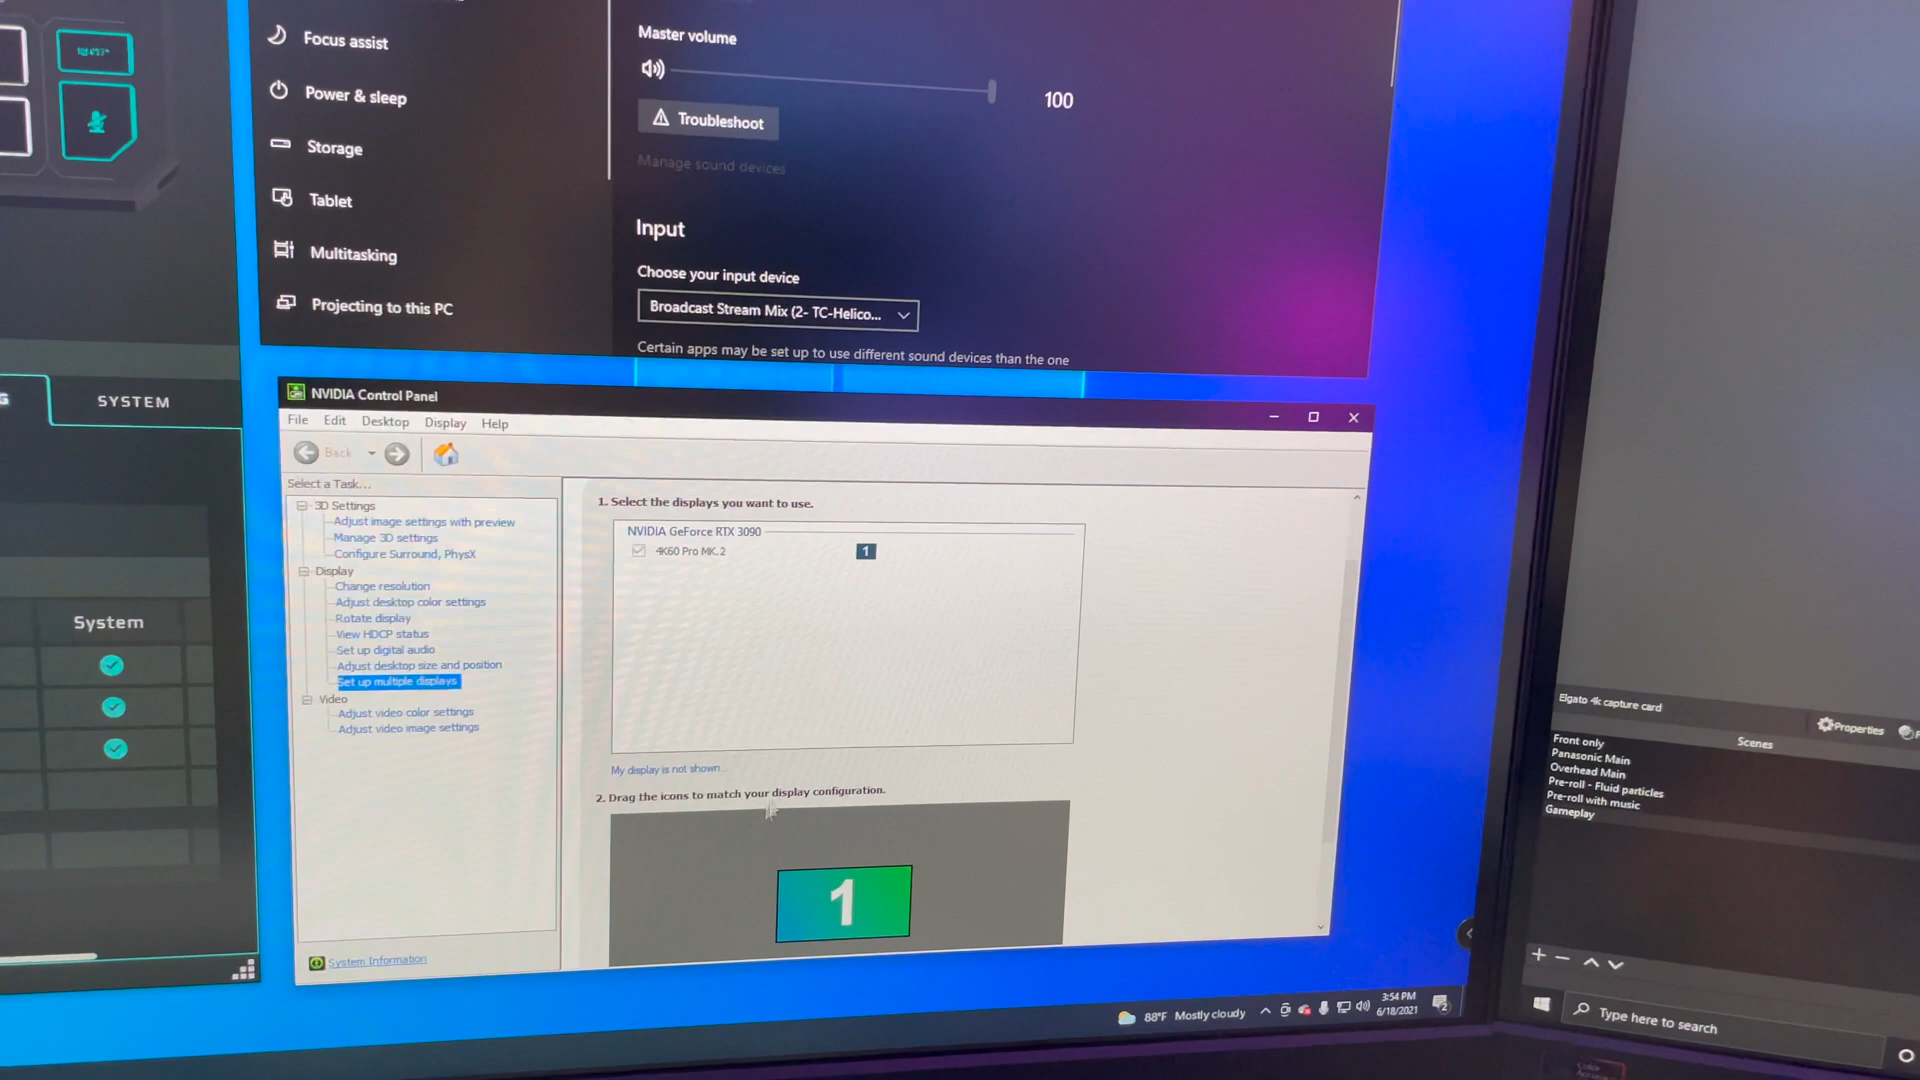 Focus assist
Power & sleep
Storage
Tablet
Multitasking
Projecting to this PC
Master volume
100
Troubleshoot
Manage sound devices
Input
Choose your input device
Broadcast Stream Mix (2- TC-Helico...
Certain apps may be set up to use different sound devices than the one
SYSTEM
System
NVIDIA Control Panel
File Edit Desktop Display Help
Back
Select a Task...
3D Settings
Adjust image settings with preview
Manage 3D settings
Configure Surround, PhysX
Display
Change resolution
Adjust desktop color settings
Rotate display
View HDCP status
Set up digital audio
Adjust desktop size and position
Set up multiple displays
Video
Adjust video color settings
Adjust video image settings
System Information
1. Select the displays you want to use.
NVIDIA GeForce RTX 3090
4K60 Pro MK.2 1
My display is not shown...
2. Drag the icons to match your display configuration.
1
88°F Mostly cloudy
3:54 PM
6/18/2021
2
Elgato 4k capture card
Properties
Scenes
Front only
Panasonic Main
Overhead Main
Pre-roll - Fluid particles
Pre-roll with music
Gameplay
Type here to search